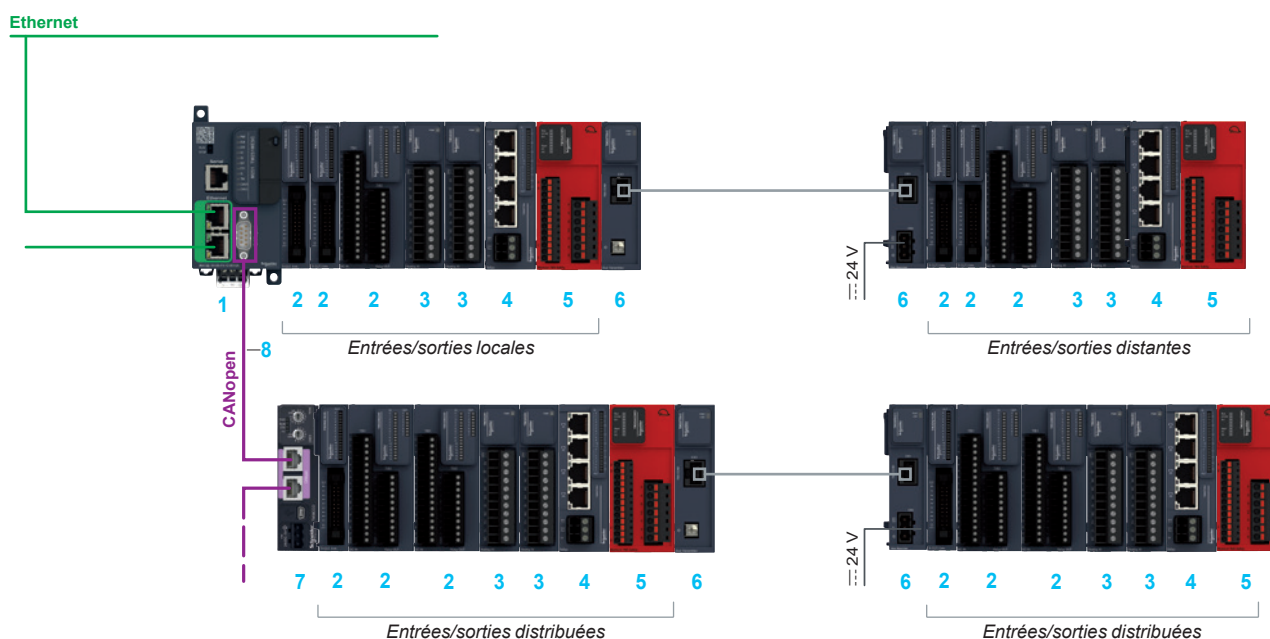 Ethernet
Serial
Ethernet
24 V
1 2 2 2 3 3 4 5 6
6 2 2 2 3 3 4 5
Entrées/sorties locales
Entrées/sorties distantes
8
CANopen
24 V
7 2 2 2 3 3 4 5 6
6 2 2 2 3 3 4 5
Entrées/sorties distribuées
Entrées/sorties distribuées